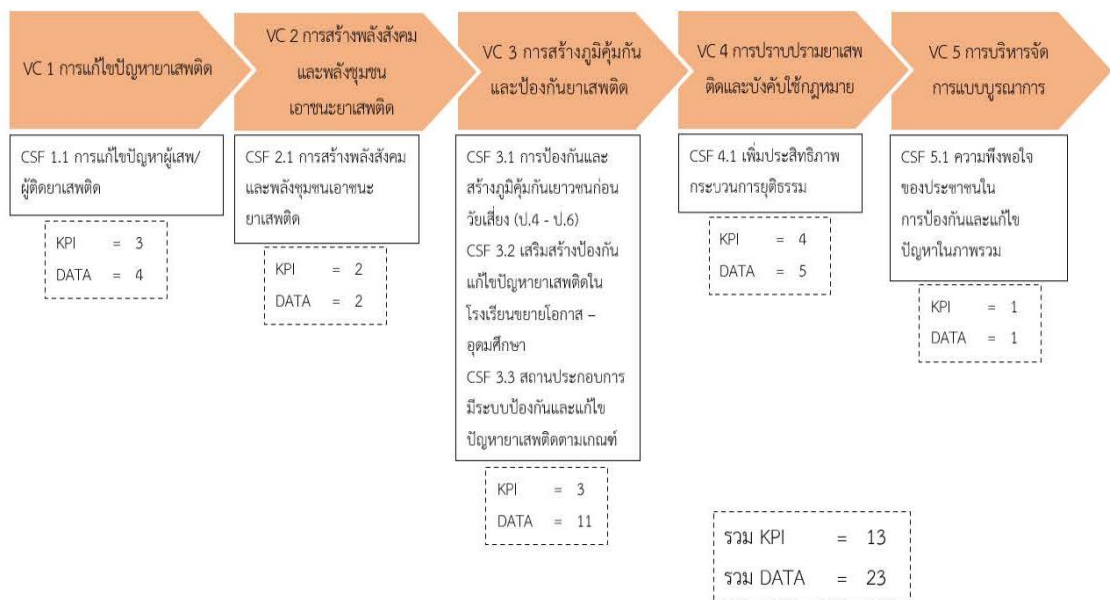 VC 1 การแก้ไขปัญหายาเสพติด
VC 2 การสร้างพลังสังคม
และพลังชุมชน
เอาชนะยาเสพติด
VC 3 การสร้างภูมิคุ้มกัน
และป้องกันยาเสพติด
VC 4 การปราบปรามยาเสพ
ติดและบังคับใช้กฎหมาย
VC 5 การบริหารจัด
การแบบบูรณาการ
CSF 1.1 การแก้ไขปัญหาผู้เสพ/
ผู้ติดยาเสพติด
KPI = 3
DATA = 4
CSF 2.1 การสร้างพลังสังคม
และพลังชุมชนเอาชนะ
ยาเสพติด
KPI = 2
DATA = 2
CSF 3.1 การป้องกันและ
สร้างภูมิคุ้มกันเยาวชนก่อน
วัยเสี่ยง (ป.4 - ป.6)
CSF 3.2 เสริมสร้างป้องกัน
แก้ไขปัญหายาเสพติดใน
โรงเรียนขยายโอกาส –
อุดมศึกษา
CSF 3.3 สถานประกอบการ
มีระบบป้องกันและแก้ไข
ปัญหายาเสพติดตามเกณฑ์
KPI = 3
DATA = 11
CSF 4.1 เพิ่มประสิทธิภาพ
กระบวนการยุติธรรม
KPI = 4
DATA = 5
CSF 5.1 ความพึงพอใจ
ของประชาชนใน
การป้องกันและแก้ไข
ปัญหาในภาพรวม
KPI = 1
DATA = 1
รวม KPI = 13
รวม DATA = 23